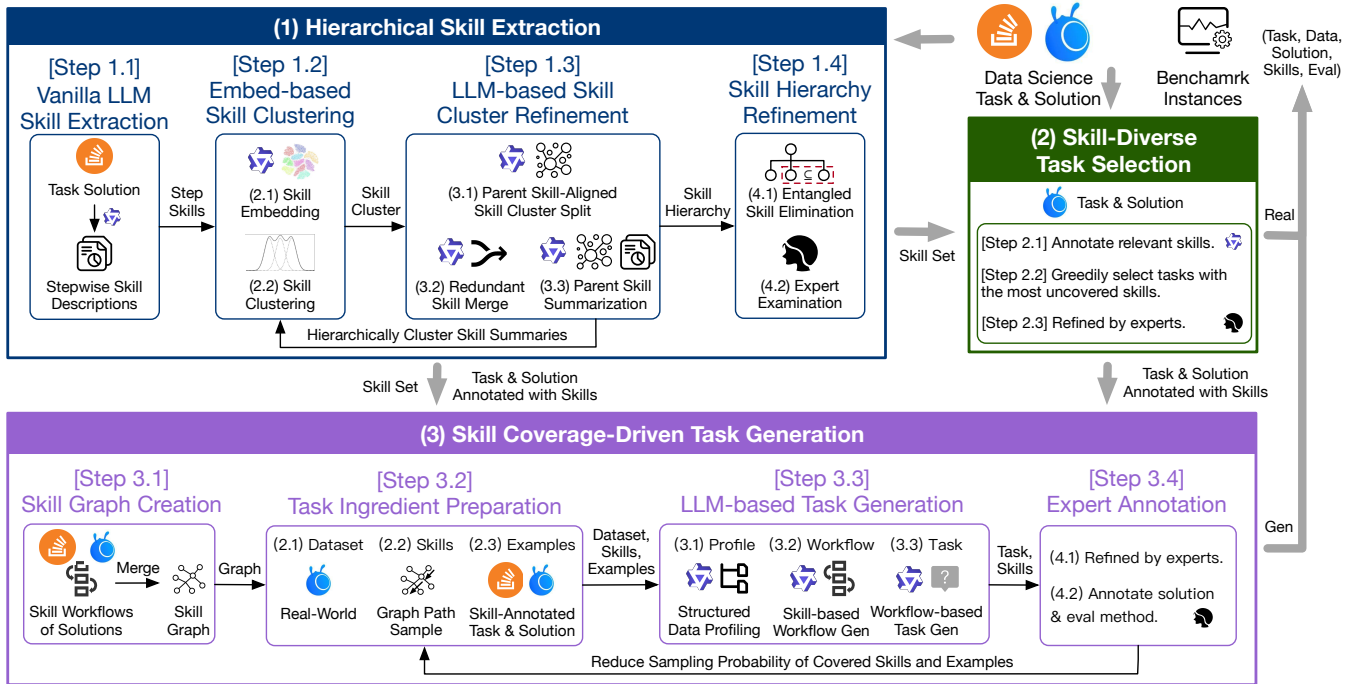 (1) Hierarchical Skill Extraction
[Step 1.1]
Vanilla LLM
Skill Extraction
Task Solution
Stepwise Skill
Descriptions
Step
Skills
[Step 1.2]
Embed-based
Skill Clustering
(2.1) Skill
Embedding
(2.2) Skill
Clustering
Skill
Cluster
[Step 1.3]
LLM-based Skill
Cluster Refinement
(3.1) Parent Skill-Aligned
Skill Cluster Split
(3.2) Redundant
Skill Merge
(3.3) Parent Skill
Summarization
Skill
Hierarchy
[Step 1.4]
Skill Hierarchy
Refinement
⊆
(4.1) Entangled
Skill Elimination
(4.2) Expert
Examination
Hierarchically Cluster Skill Summaries
Data Science
Task & Solution
Benchamrk
Instances
(Task, Data,
Solution,
Skills, Eval)
Skill Set
(2) Skill-Diverse
Task Selection
Task & Solution
[Step 2.1] Annotate relevant skills.
[Step 2.2] Greedily select tasks with
the most uncovered skills.
[Step 2.3] Refined by experts.
Real
Skill Set
Task & Solution
Annotated with Skills
Task & Solution
Annotated with Skills
(3) Skill Coverage-Driven Task Generation
[Step 3.1]
Skill Graph Creation
Merge
Skill Workflows
of Solutions
Skill
Graph
Graph
[Step 3.2]
Task Ingredient Preparation
(2.1) Dataset
Real-World
(2.2) Skills
Graph Path
Sample
(2.3) Examples
Skill-Annotated
Task & Solution
Dataset,
Skills,
Examples
[Step 3.3]
LLM-based Task Generation
(3.1) Profile
Structured
Data Profiling
(3.2) Workflow
Skill-based
Workflow Gen
(3.3) Task
?
Workflow-based
Task Gen
Task,
Skills
[Step 3.4]
Expert Annotation
(4.1) Refined by experts.
(4.2) Annotate solution
& eval method.
Gen
Reduce Sampling Probability of Covered Skills and Examples